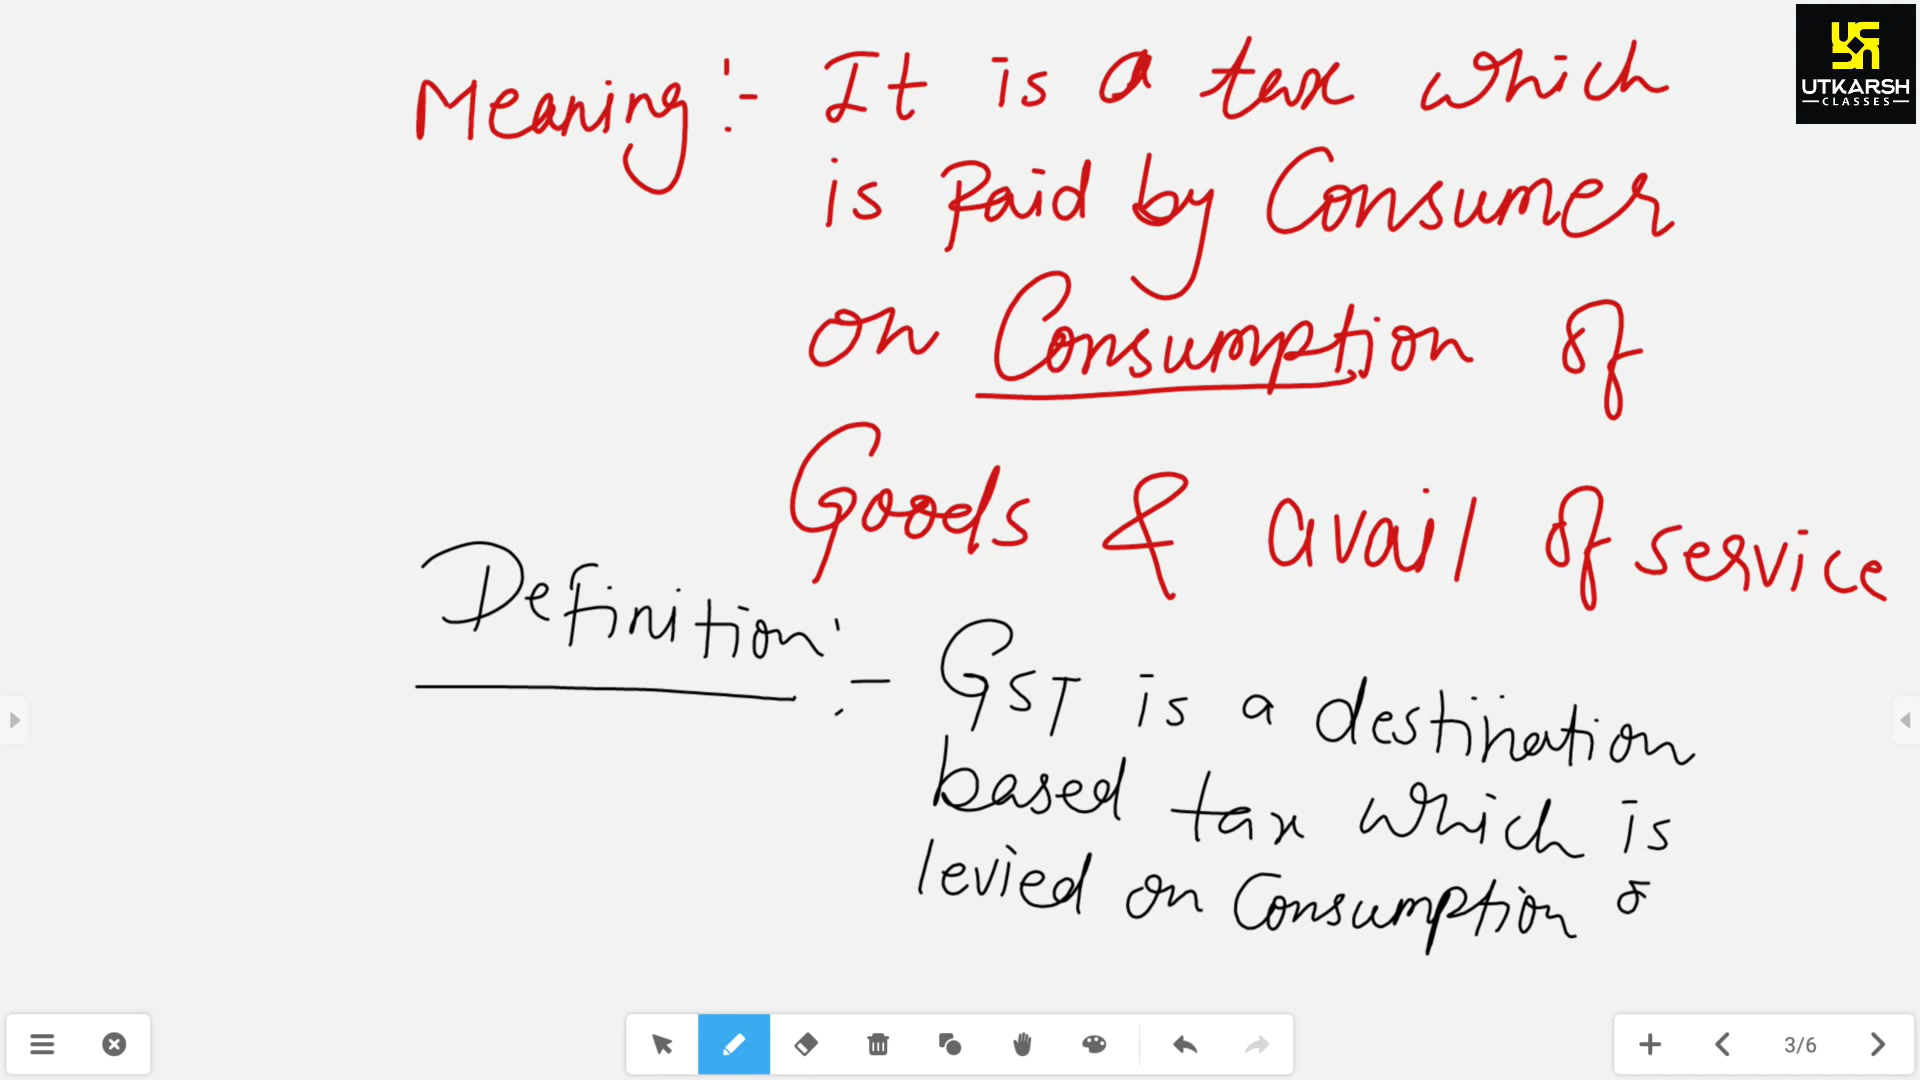 UTKARSH
CLASSES
Meaning :- It is a tax which
is Paid by Consumer
on Consumption of
Goods & avail of service
Definition :- GST is a destination
based tax which is
levied on Consumption
3/6